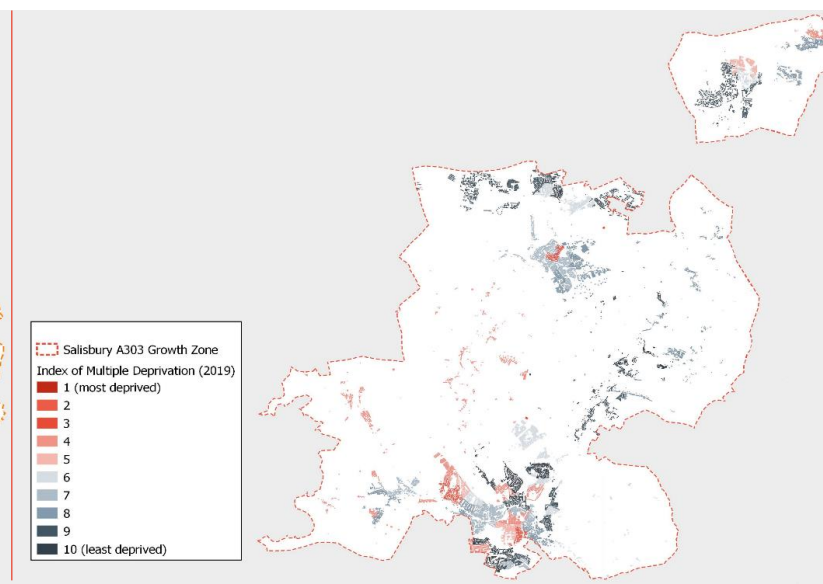 Salisbury A303 Growth Zone
Index of Multiple Deprivation (2019)
1 (most deprived)
2
3
4
5
6
7
8
9
10 (least deprived)